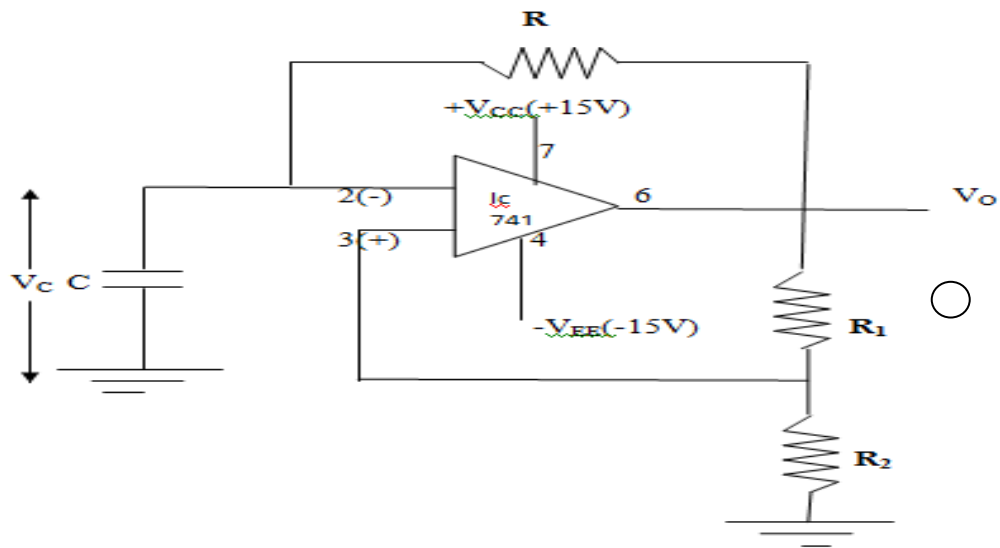 R
+VCC(+15V)
7
2(-)
Ic
741
6
VO
3(+)
4
VC C
-VEE(-15V)
R1
R2